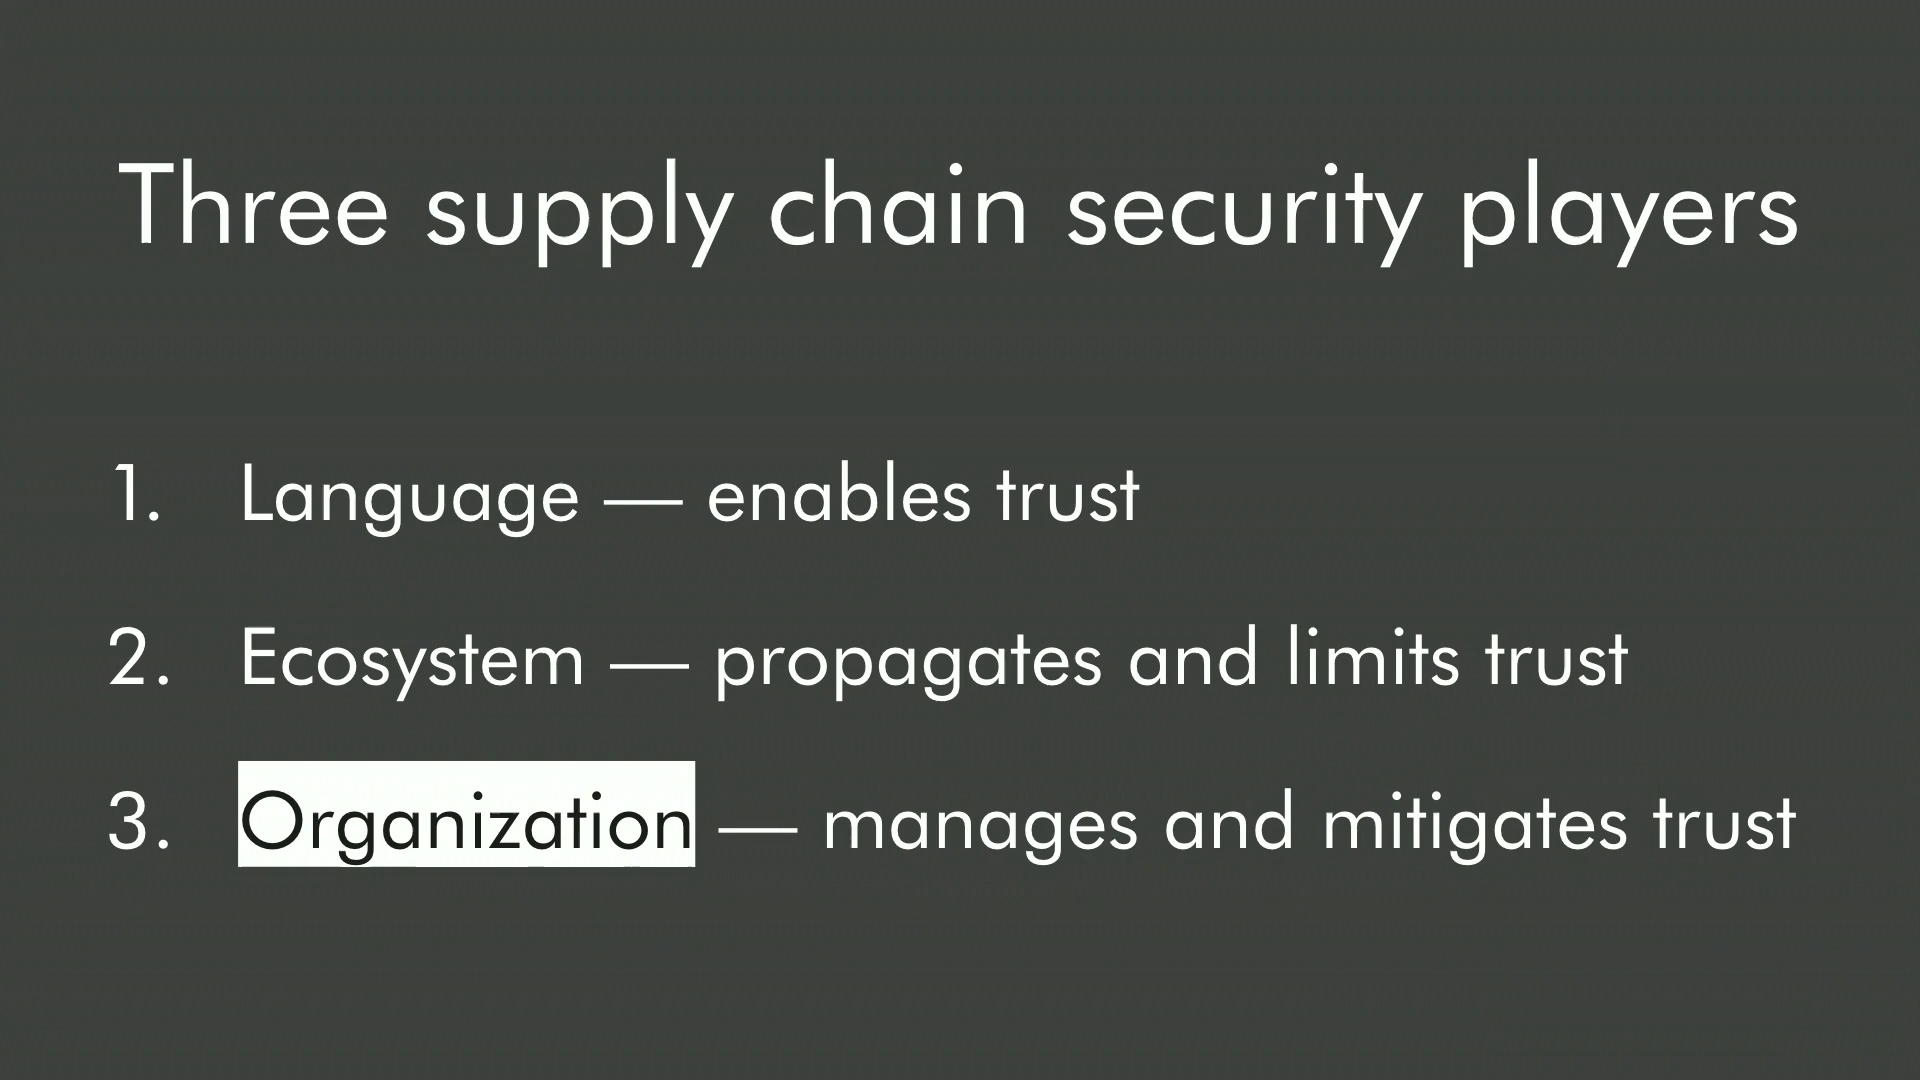 Three supply chain security players
1. Language — enables trust
2. Ecosystem — propagates and limits trust
3. Organization — manages and mitigates trust